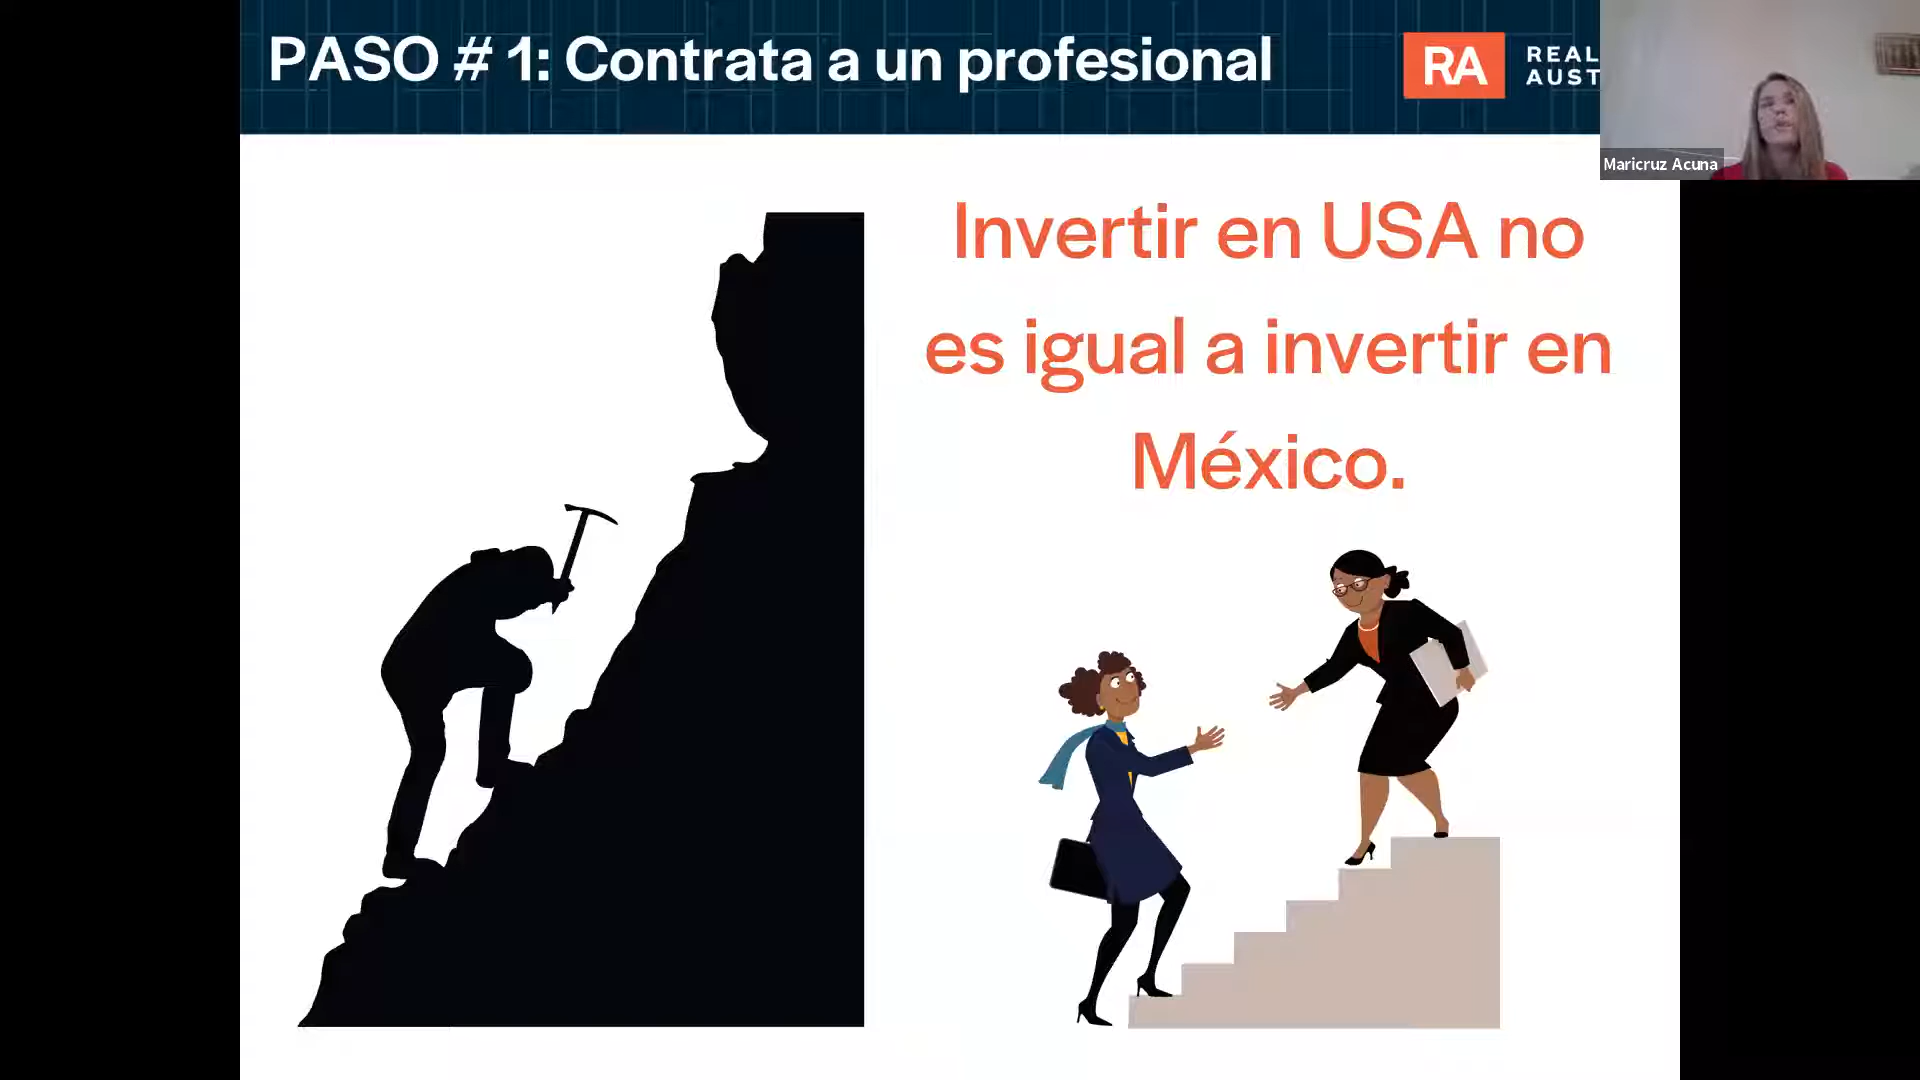 PASO # 1: Contrata a un profesional
RA
REAL
AUST
Maricruz Acuna
Invertir en USA no
es igual a invertir en
México.